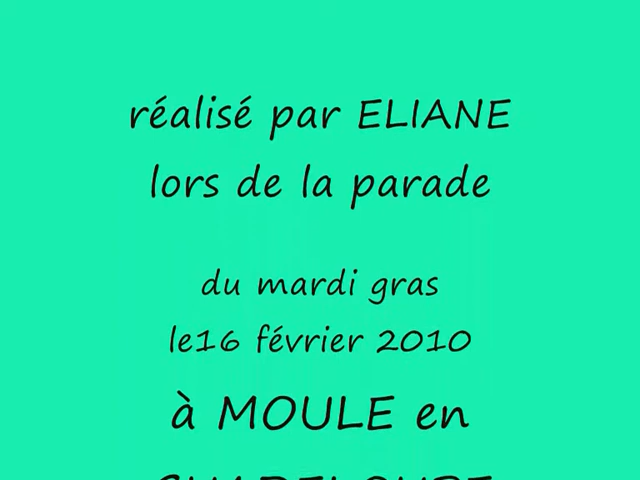 réalisé par ELIANE
lors de la parade
du mardi gras
le16 février 2010
à MOULE en